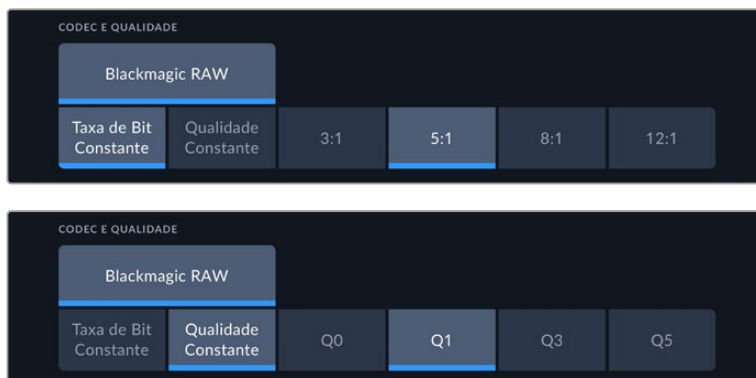 CODEC E QUALIDADE
Blackmagic RAW
Taxa de Bit Constante
Qualidade Constante
3:1
5:1
8:1
12:1
CODEC E QUALIDADE
Blackmagic RAW
Taxa de Bit Constante
Qualidade Constante
Q0
Q1
Q3
Q5